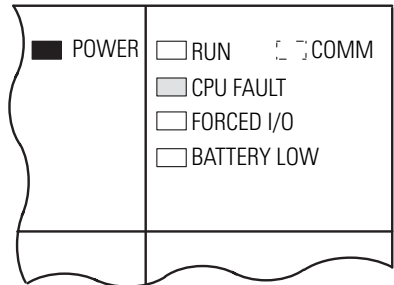 POWER
RUN COMM
CPU FAULT
FORCED I/O
BATTERY LOW